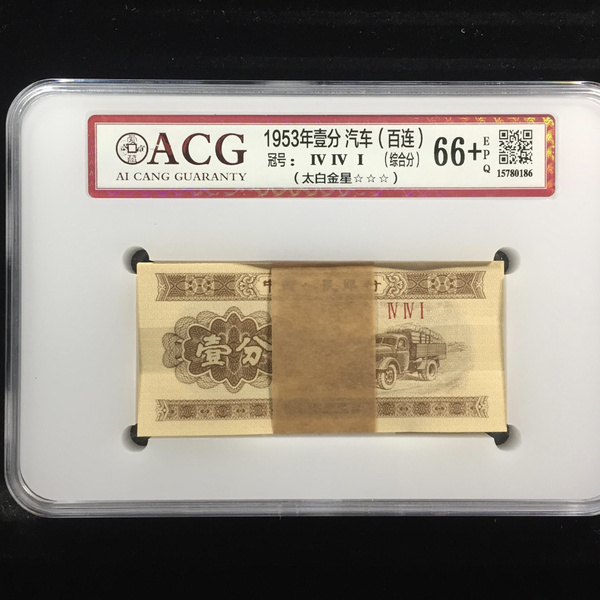 ACG
AI CANG GUARANTY
1953年壹分 汽车（百连）
冠号： Ⅳ Ⅳ Ⅰ （综合分）
（太白金星☆☆☆）
66+
EPQ
15780186
中
Ⅳ Ⅳ Ⅰ
壹分